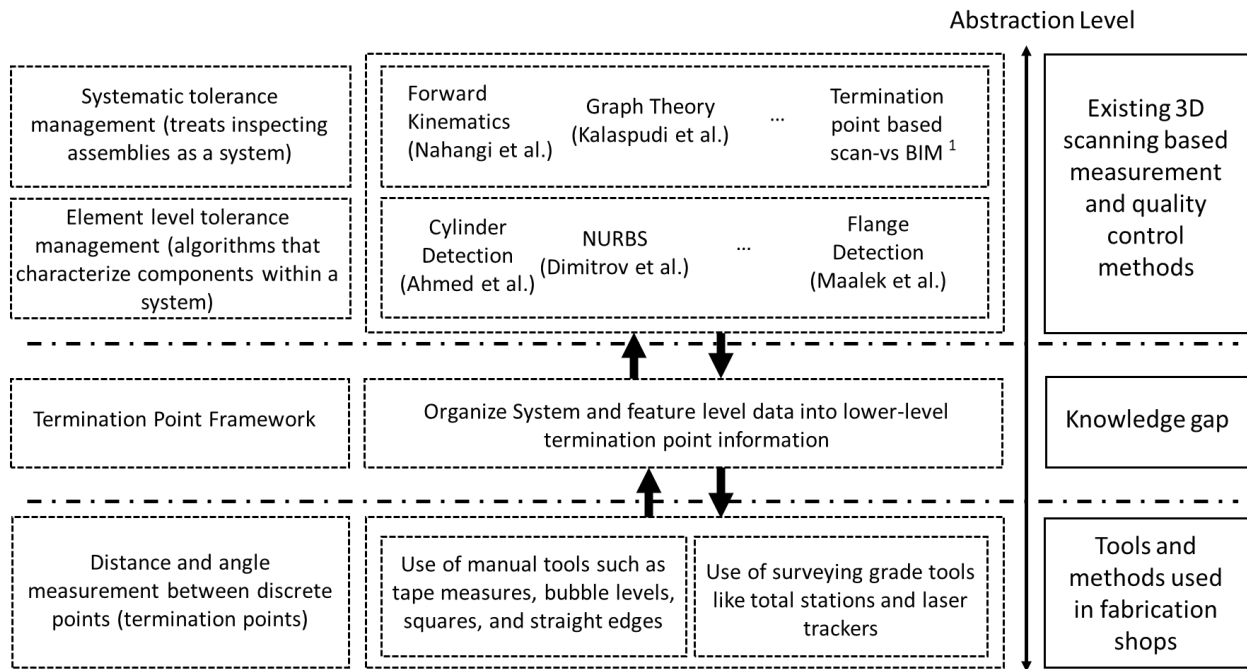 Abstraction Level
Systematic tolerance
management (treats inspecting
assemblies as a system)
Forward
Kinematics
(Nahangi et al.)
Graph Theory
(Kalaspudi et al.)
...
Termination
point based
scan-vs BIM 1
Existing 3D
scanning based
measurement
and quality
control
methods
Element level tolerance
management (algorithms that
characterize components within a
system)
Cylinder
Detection
(Ahmed et al.)
NURBS
(Dimitrov et al.)
...
Flange
Detection
(Maalek et al.)
Termination Point Framework
Organize System and feature level data into lower-level
termination point information
Knowledge gap
Distance and angle
measurement between discrete
points (termination points)
Use of manual tools such as
tape measures, bubble levels,
squares, and straight edges
Use of surveying grade tools
like total stations and laser
trackers
Tools and
methods used
in fabrication
shops